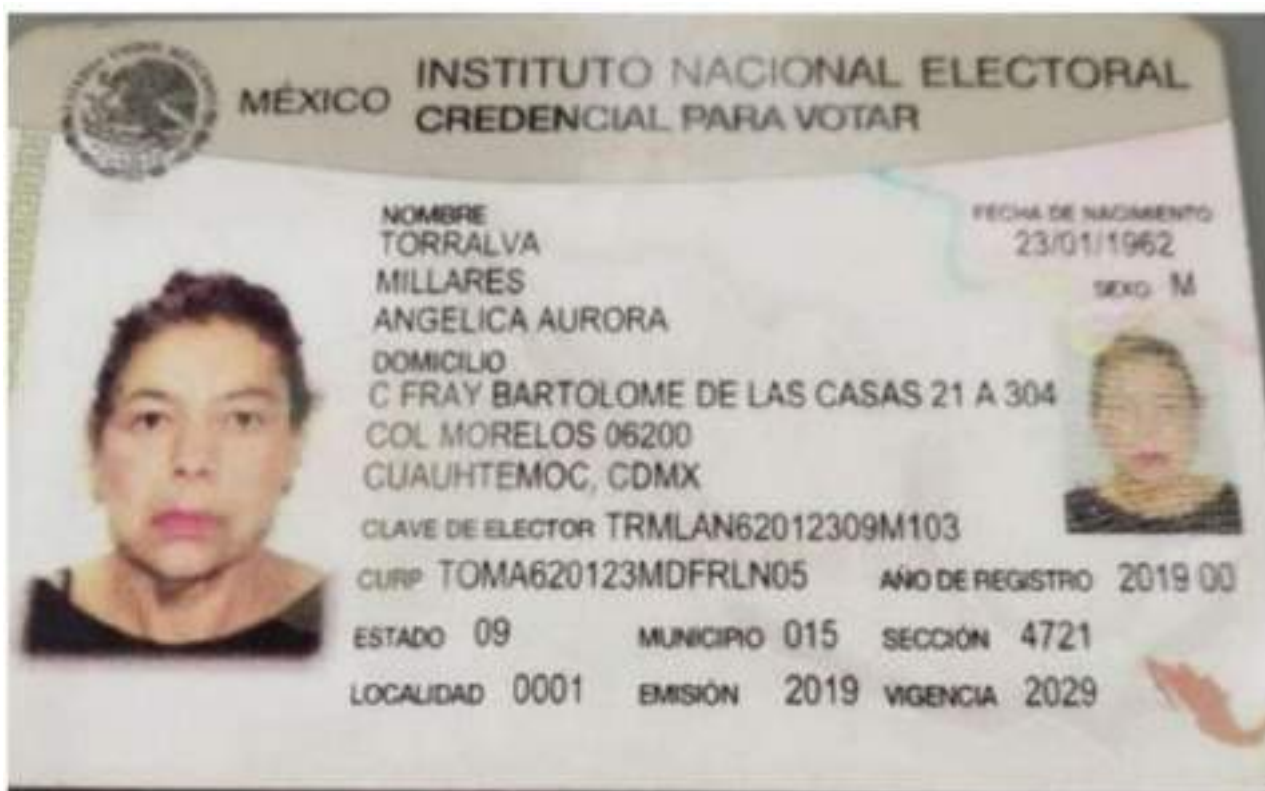 MÉXICO INSTITUTO NACIONAL ELECTORAL
CREDENCIAL PARA VOTAR
NOMBRE
TORRALVA
MILLARES
ANGELICA AURORA
FECHA DE NACIMIENTO
23/01/1962
SEXO M
DOMICILIO
C FRAY BARTOLOME DE LAS CASAS 21 A 304
COL MORELOS 06200
CUAUHTEMOC, CDMX
CLAVE DE ELECTOR TRMLAN62012309M103
CURP TOMA620123MDFRLN05 AÑO DE REGISTRO 2019 00
ESTADO 09 MUNICIPIO 015 SECCIÓN 4721
LOCALIDAD 0001 EMISIÓN 2019 VIGENCIA 2029